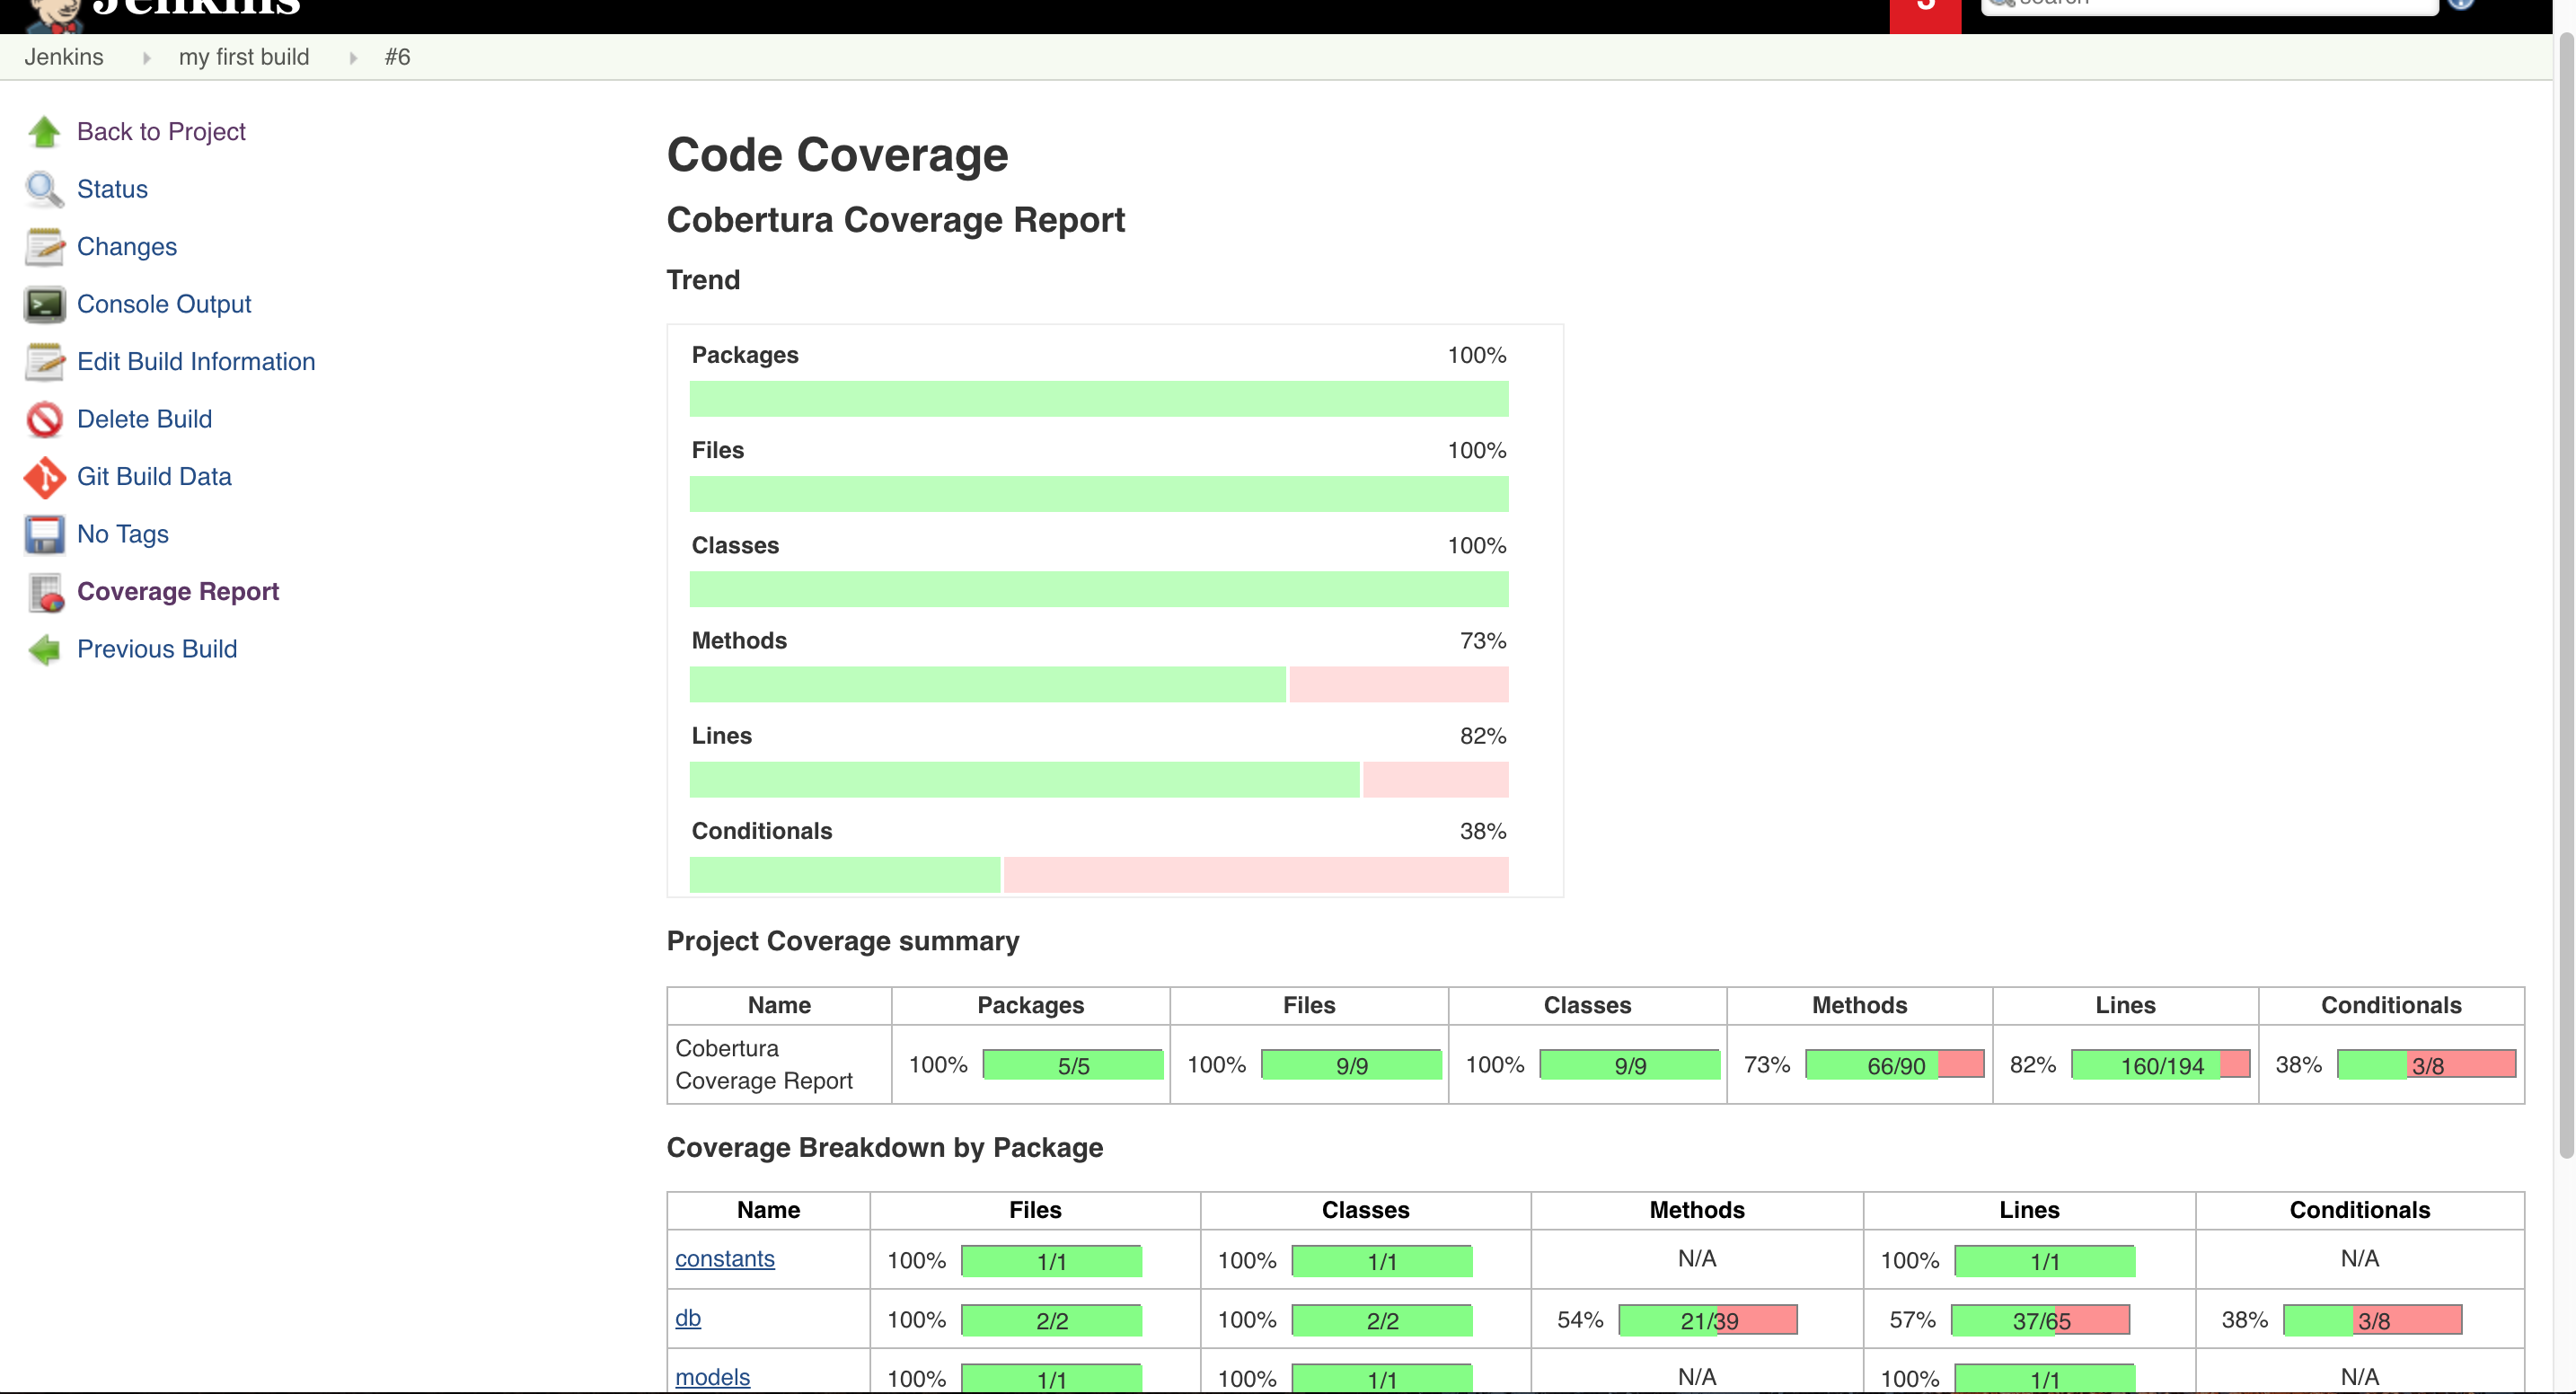 Jenkins
3
search
Jenkins my first build #6
Back to Project
Status
Changes
Console Output
Edit Build Information
Delete Build
Git Build Data
No Tags
Coverage Report
Previous Build
Code Coverage
Cobertura Coverage Report
Trend
Packages 100%
Files 100%
Classes 100%
Methods 73%
Lines 82%
Conditionals 38%
Project Coverage summary
Name Packages Files Classes Methods Lines Conditionals
Cobertura
Coverage Report 100% 5/5 100% 9/9 100% 9/9 73% 66/90 82% 160/194 38% 3/8
Coverage Breakdown by Package
Name Files Classes Methods Lines Conditionals
constants 100% 1/1 100% 1/1 N/A 100% 1/1 N/A
db 100% 2/2 100% 2/2 54% 21/39 57% 37/65 38% 3/8
models 100% 1/1 100% 1/1 N/A 100% 1/1 N/A